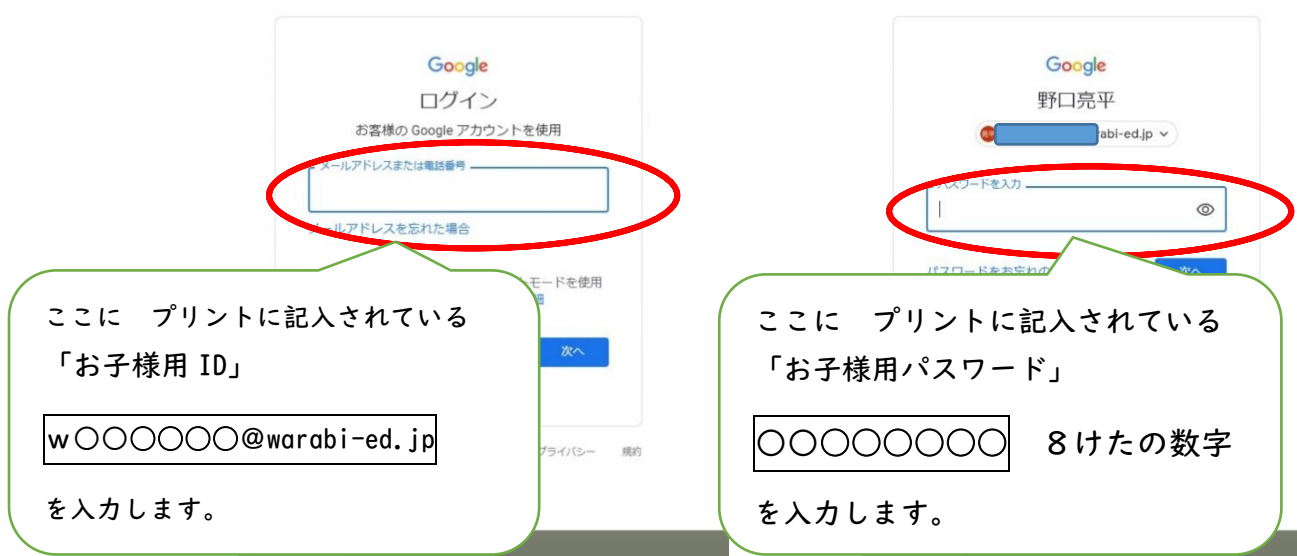 Google
ログイン
お客様の Google アカウントを使用
メールアドレスまたは電話番号
メールアドレスを忘れた場合
モードを使用
次へ
プライバシー 規約
ここに　プリントに記入されている
「お子様用 ID」
w〇〇〇〇〇〇@warabi-ed.jp
を入力します。
Google
野口亮平
abi-ed.jp
パスワードを入力
パスワードをお忘れの
次へ
ここに　プリントに記入されている
「お子様用パスワード」
〇〇〇〇〇〇〇〇　８けたの数字
を入力します。